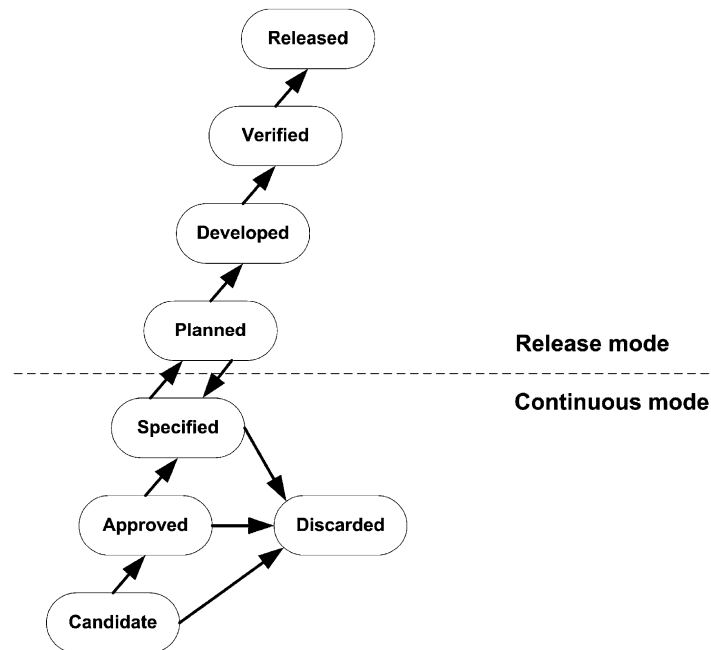 Released
Verified
Developed
Planned
Release mode
Continuous mode
Specified
Approved
Discarded
Candidate